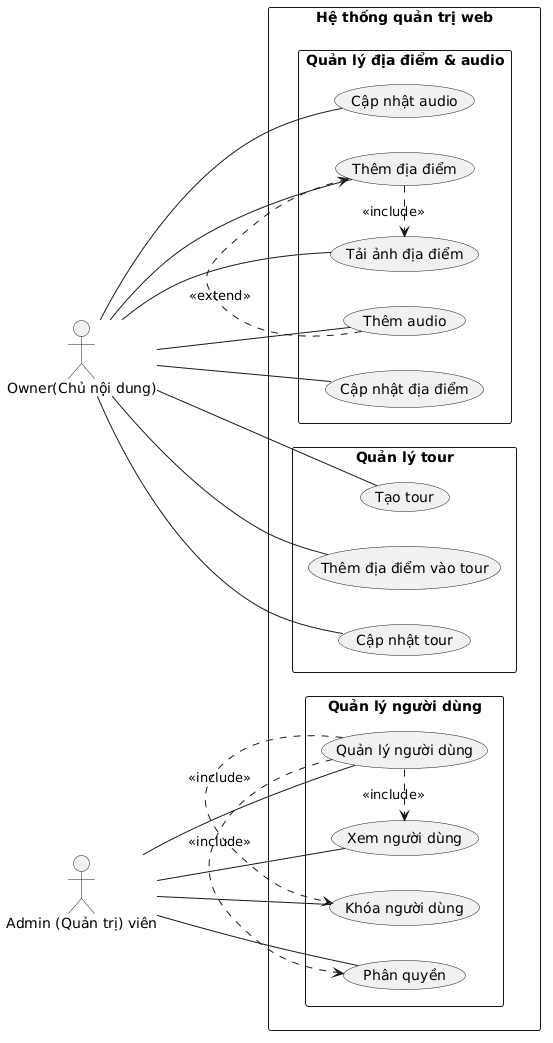 Hệ thống quản trị web
Quản lý địa điểm & audio
Cập nhật audio
Thêm địa điểm
«include»
Tải ảnh địa điểm
«extend»
Thêm audio
Owner(Chủ nội dung)
Cập nhật địa điểm
Quản lý tour
Tạo tour
Thêm địa điểm vào tour
Cập nhật tour
Quản lý người dùng
Quản lý người dùng
«include»
«include»
Xem người dùng
«include»
Khóa người dùng
Admin (Quản trị) viên
Phân quyền